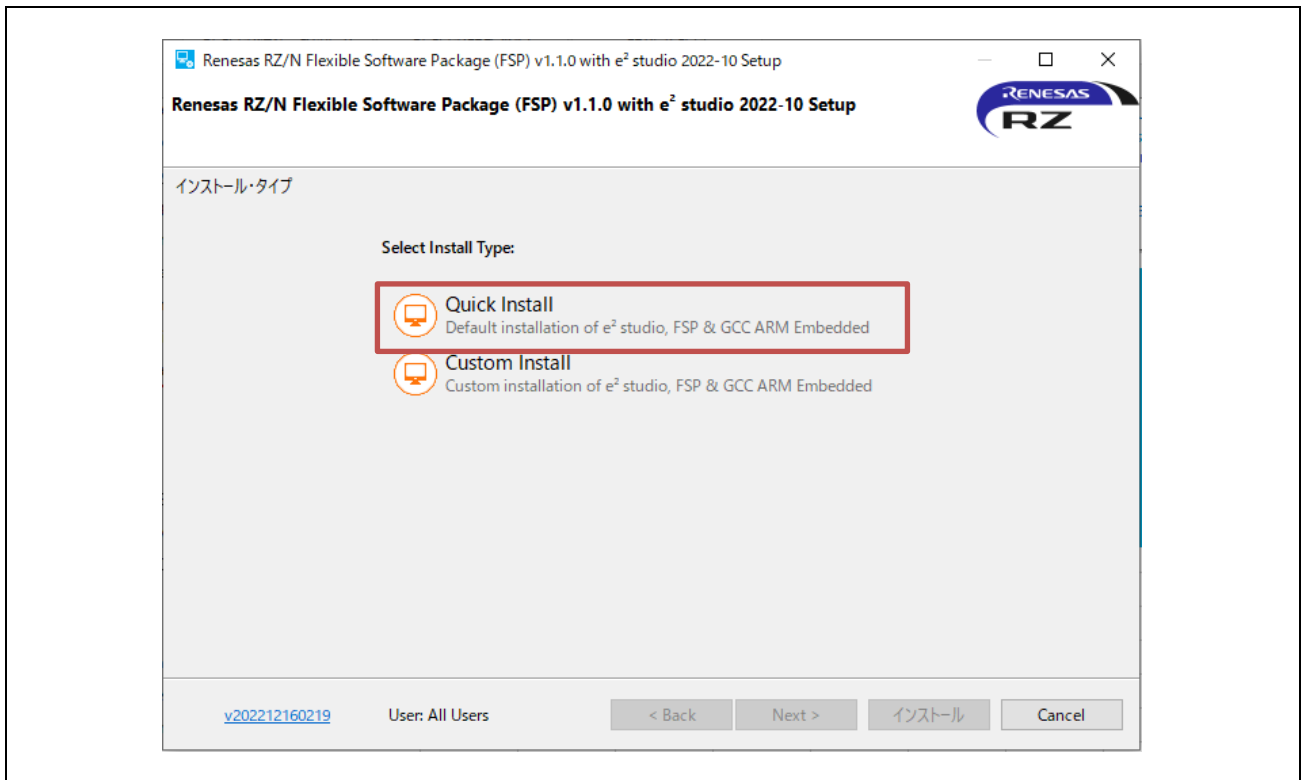 Renesas RZ/N Flexible Software Package (FSP) v1.1.0 with e² studio 2022-10 Setup
Renesas RZ/N Flexible Software Package (FSP) v1.1.0 with e² studio 2022-10 Setup
RENESAS
RZ
インストール・タイプ
Select Install Type:
Quick Install
Default installation of e² studio, FSP & GCC ARM Embedded
Custom Install
Custom installation of e² studio, FSP & GCC ARM Embedded
v202212160219 User: All Users < Back Next > インストール Cancel